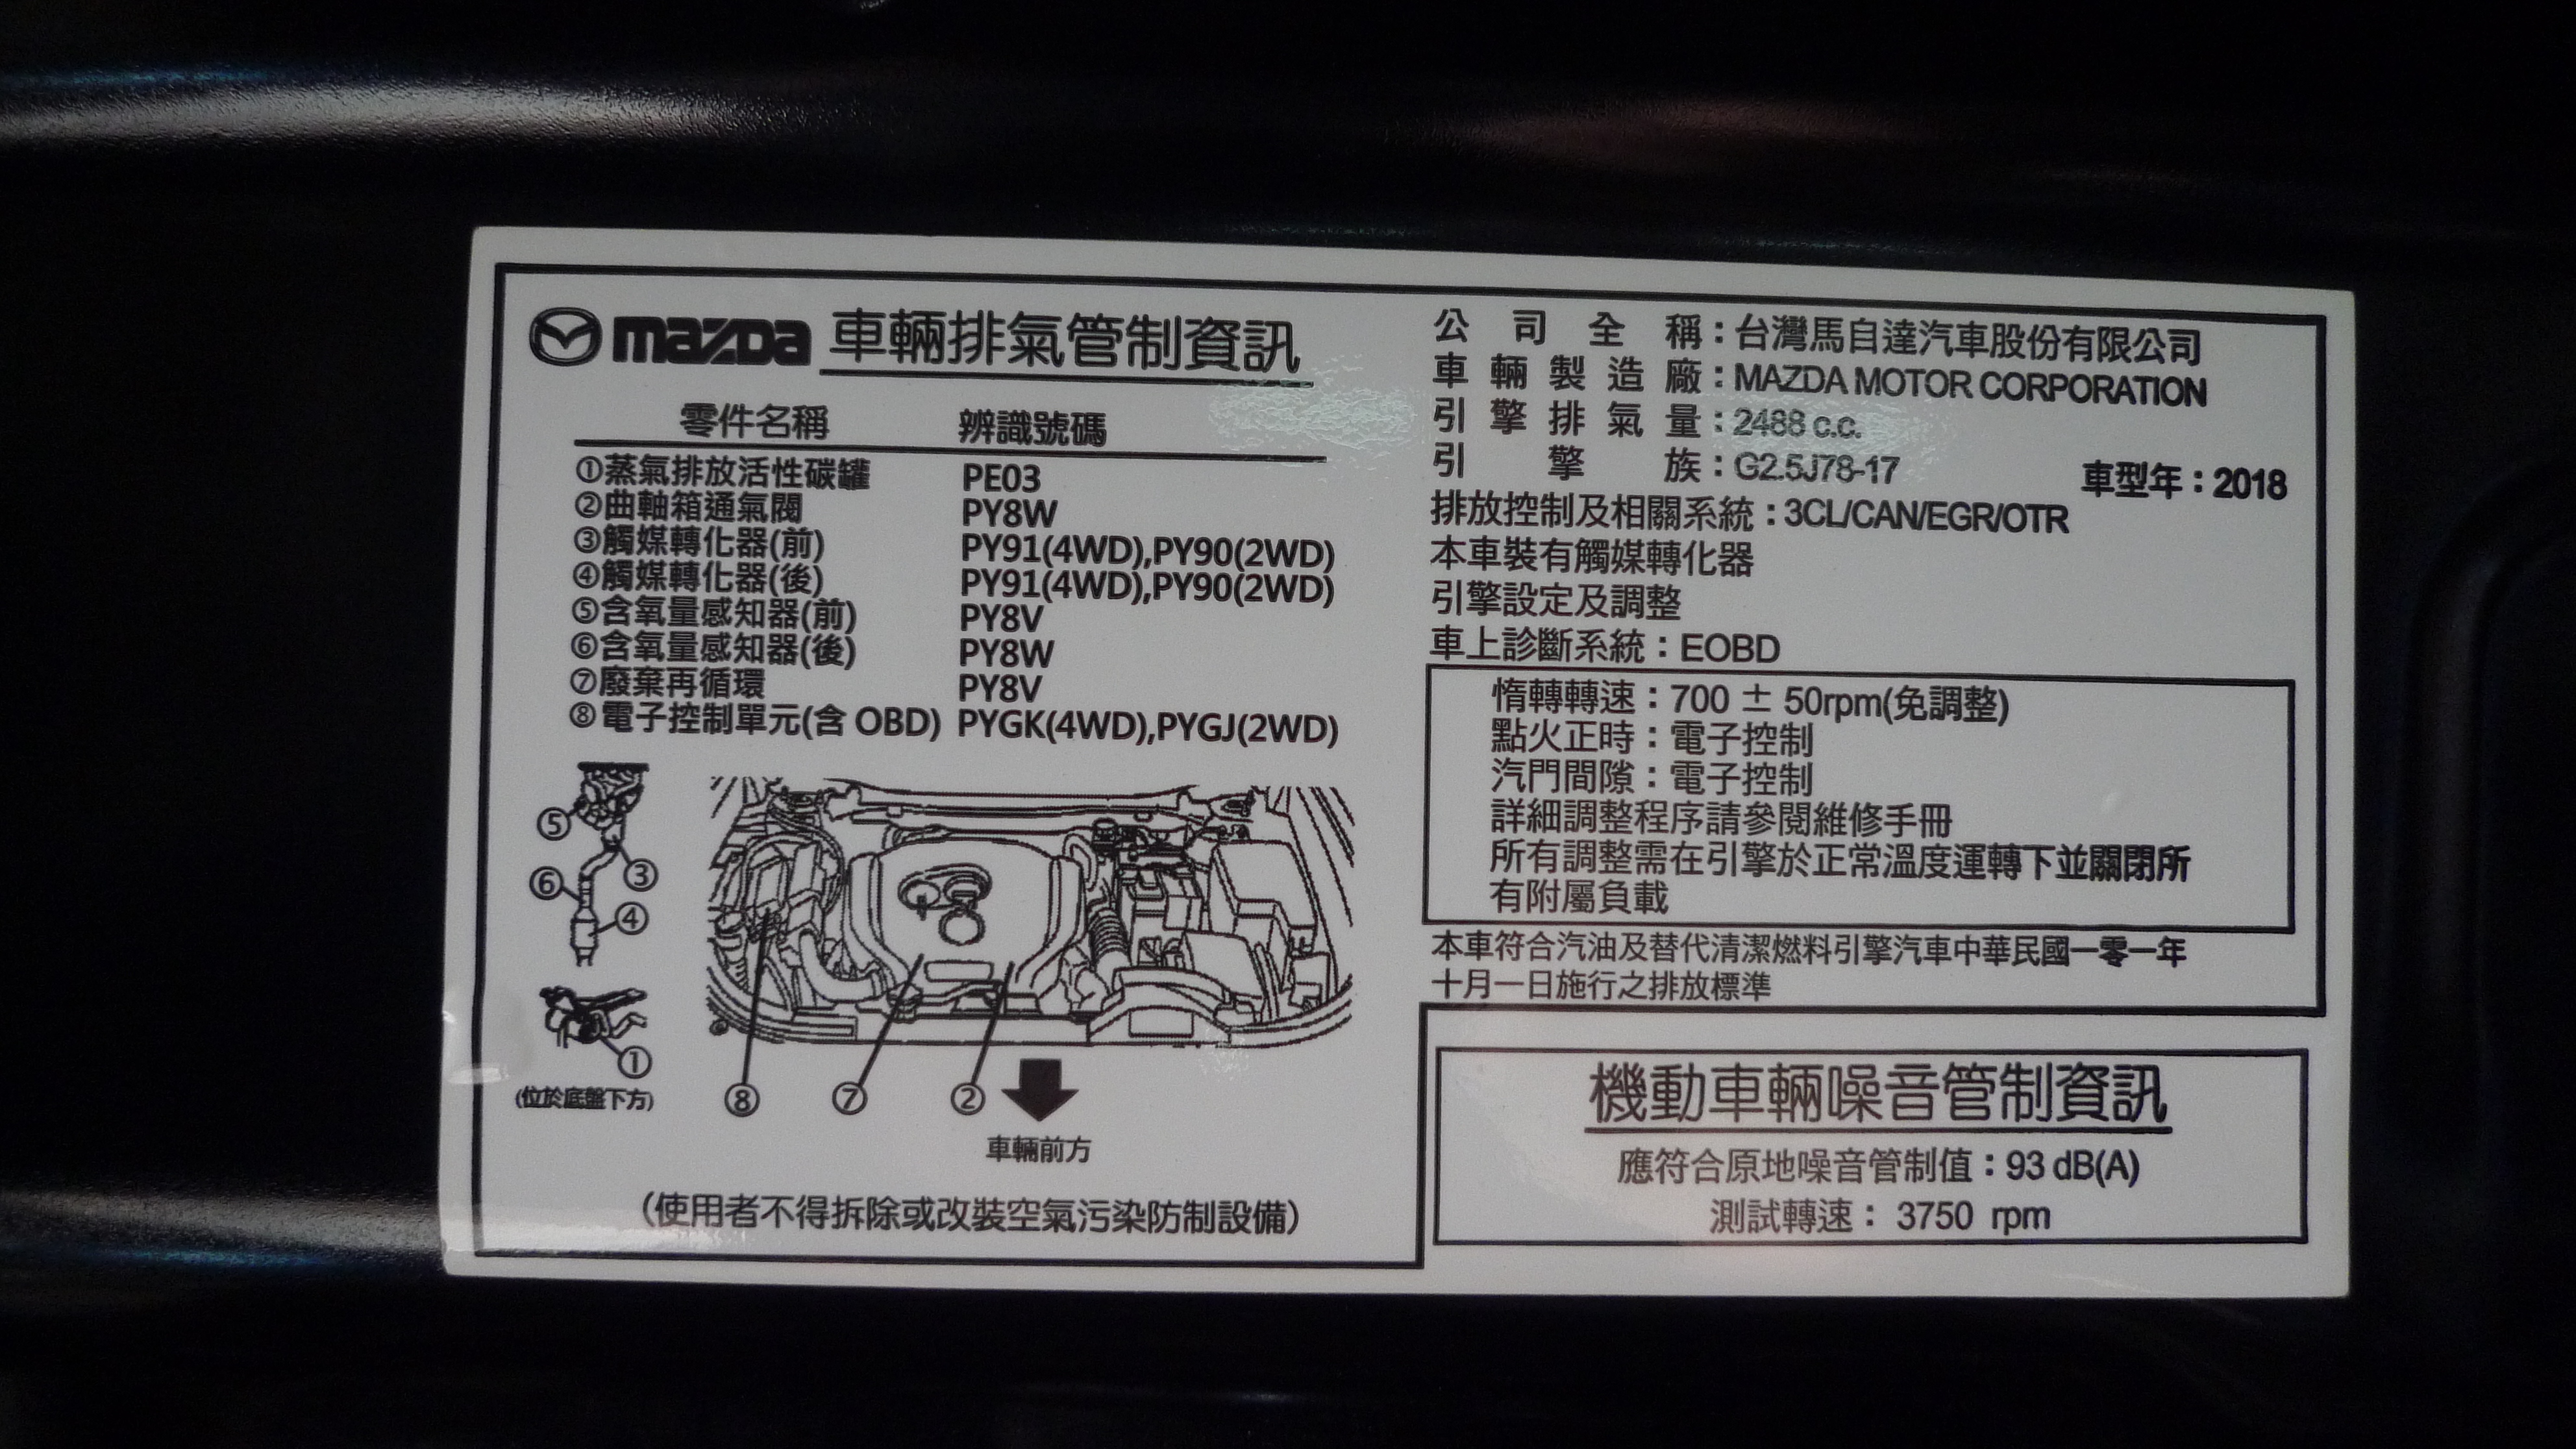 mazda 車輛排氣管制資訊
零件名稱 辨識號碼
①蒸氣排放活性碳罐 PE03
②曲軸箱通氣閥 PY8W
③觸媒轉化器(前) PY91(4WD),PY90(2WD)
④觸媒轉化器(後) PY91(4WD),PY90(2WD)
⑤含氧量感知器(前) PY8V
⑥含氧量感知器(後) PY8W
⑦廢棄再循環 PY8V
⑧電子控制單元(含 OBD) PYGK(4WD),PYGJ(2WD)
⑤
③
⑥
④
①
(位於底盤下方)
⑧ ⑦ ②
車輛前方
(使用者不得拆除或改裝空氣污染防制設備)
公司全稱：台灣馬自達汽車股份有限公司
車輛製造廠：MAZDA MOTOR CORPORATION
引擎排氣量：2488 c.c.
引擎族：G2.5J78-17 車型年：2018
排放控制及相關系統：3CL/CAN/EGR/OTR
本車裝有觸媒轉化器
引擎設定及調整
車上診斷系統：EOBD
惰轉轉速：700 ± 50rpm(免調整)
點火正時：電子控制
汽門間隙：電子控制
詳細調整程序請參閱維修手冊
所有調整需在引擎於正常溫度運轉下並關閉所
有附屬負載
本車符合汽油及替代清潔燃料引擎汽車中華民國一零一年
十月一日施行之排放標準
機動車輛噪音管制資訊
應符合原地噪音管制值：93 dB(A)
測試轉速： 3750 rpm